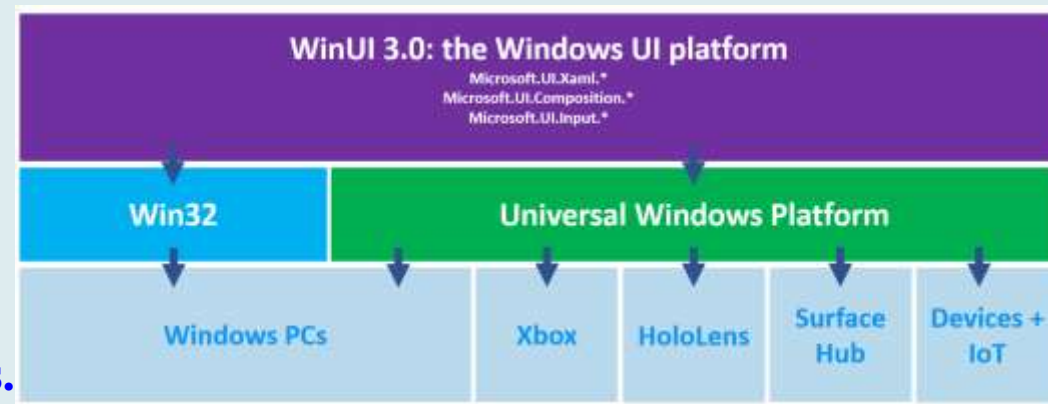 WinUI 3.0: the Windows UI platform
Microsoft.UI.Xaml.*
Microsoft.UI.Composition.*
Microsoft.UI.Input.*
Win32
Universal Windows Platform
Windows PCs
Xbox
HoloLens
Surface
Hub
Devices +
IoT